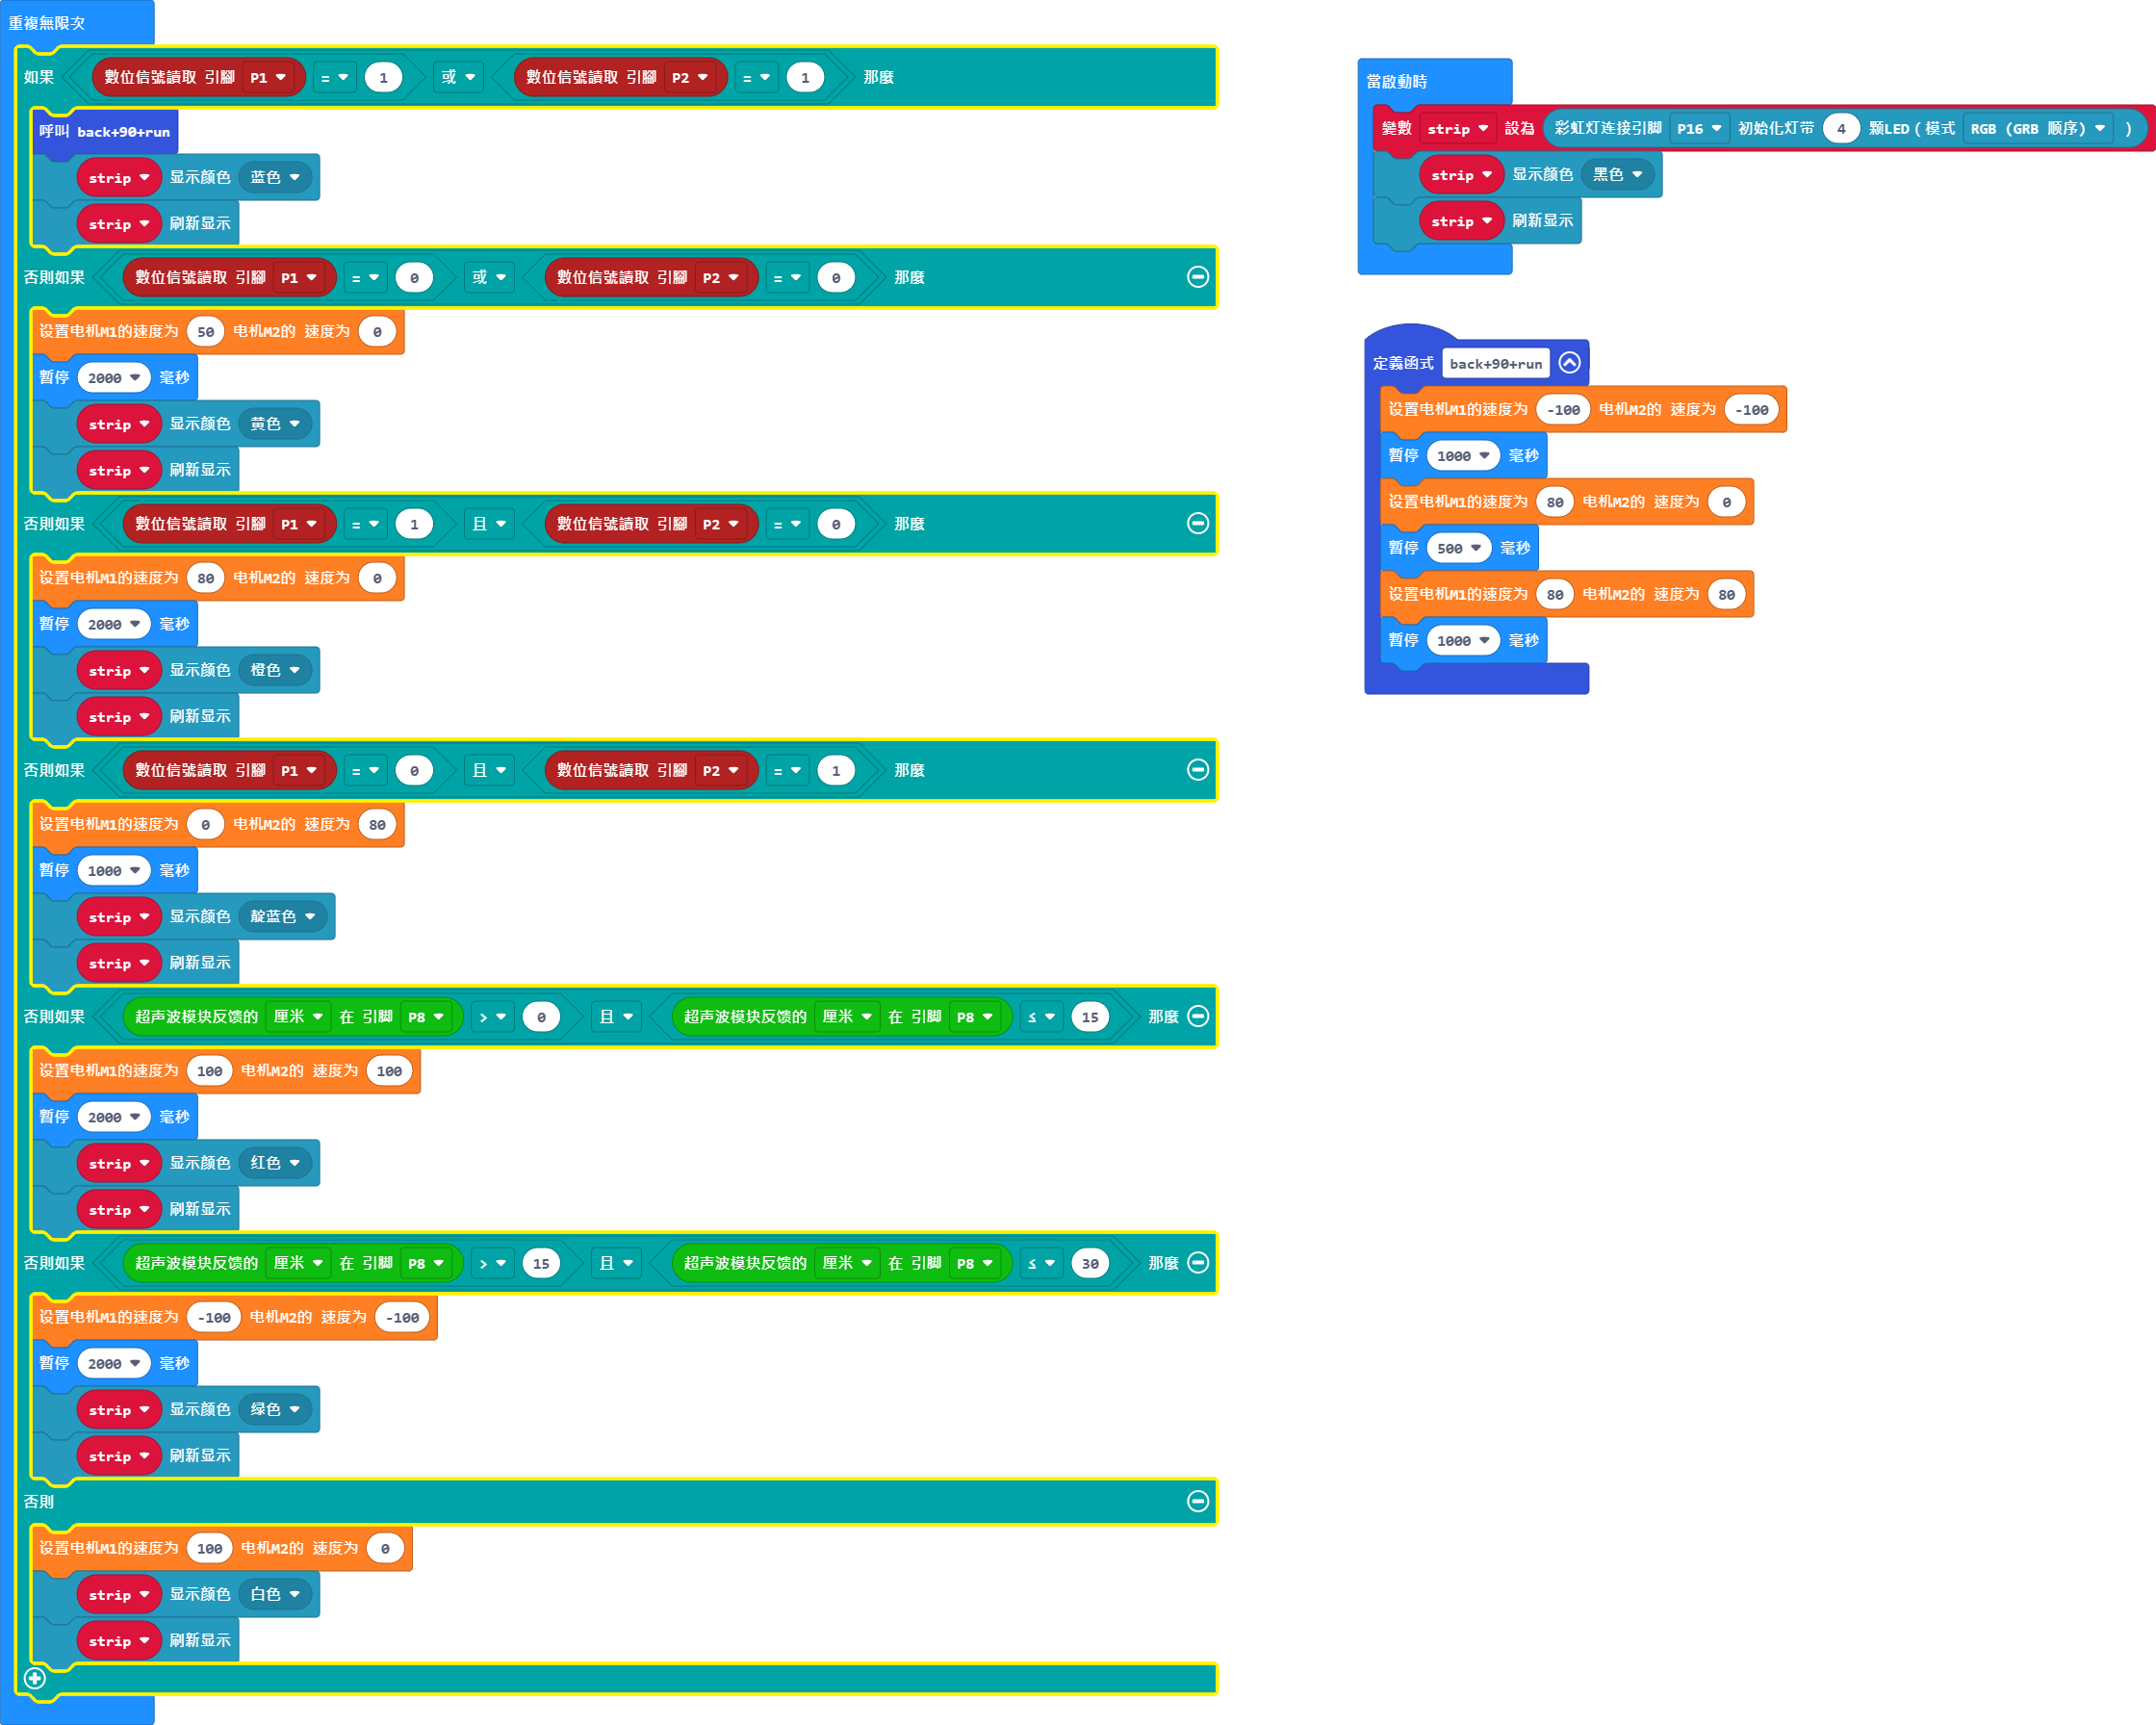 重複無限次
如果 數位信號讀取 引腳 P1 = 1 或 數位信號讀取 引腳 P2 = 1 那麼
呼叫 back+90+run
strip 显示颜色 蓝色
strip 刷新显示
否則如果 數位信號讀取 引腳 P1 = 0 或 數位信號讀取 引腳 P2 = 0 那麼
设置电机M1的速度为 50 电机M2的 速度为 0
暫停 2000 毫秒
strip 显示颜色 黄色
strip 刷新显示
否則如果 數位信號讀取 引腳 P1 = 1 且 數位信號讀取 引腳 P2 = 0 那麼
设置电机M1的速度为 80 电机M2的 速度为 0
暫停 2000 毫秒
strip 显示颜色 橙色
strip 刷新显示
否則如果 數位信號讀取 引腳 P1 = 0 且 數位信號讀取 引腳 P2 = 1 那麼
设置电机M1的速度为 0 电机M2的 速度为 80
暫停 1000 毫秒
strip 显示颜色 靛蓝色
strip 刷新显示
否則如果 超声波模块反馈的 厘米 在 引脚 P8 > 0 且 超声波模块反馈的 厘米 在 引脚 P8 ≤ 15 那麼
设置电机M1的速度为 100 电机M2的 速度为 100
暫停 2000 毫秒
strip 显示颜色 红色
strip 刷新显示
否則如果 超声波模块反馈的 厘米 在 引脚 P8 > 15 且 超声波模块反馈的 厘米 在 引脚 P8 ≤ 30 那麼
设置电机M1的速度为 -100 电机M2的 速度为 -100
暫停 2000 毫秒
strip 显示颜色 绿色
strip 刷新显示
否則
设置电机M1的速度为 100 电机M2的 速度为 0
strip 显示颜色 白色
strip 刷新显示
當啟動時
變數 strip 設為 彩虹灯连接引脚 P16 初始化灯带 4 颗LED(模式 RGB (GRB 顺序) )
strip 显示颜色 黑色
strip 刷新显示
定義函式 back+90+run
设置电机M1的速度为 -100 电机M2的 速度为 -100
暫停 1000 毫秒
设置电机M1的速度为 80 电机M2的 速度为 0
暫停 500 毫秒
设置电机M1的速度为 80 电机M2的 速度为 80
暫停 1000 毫秒